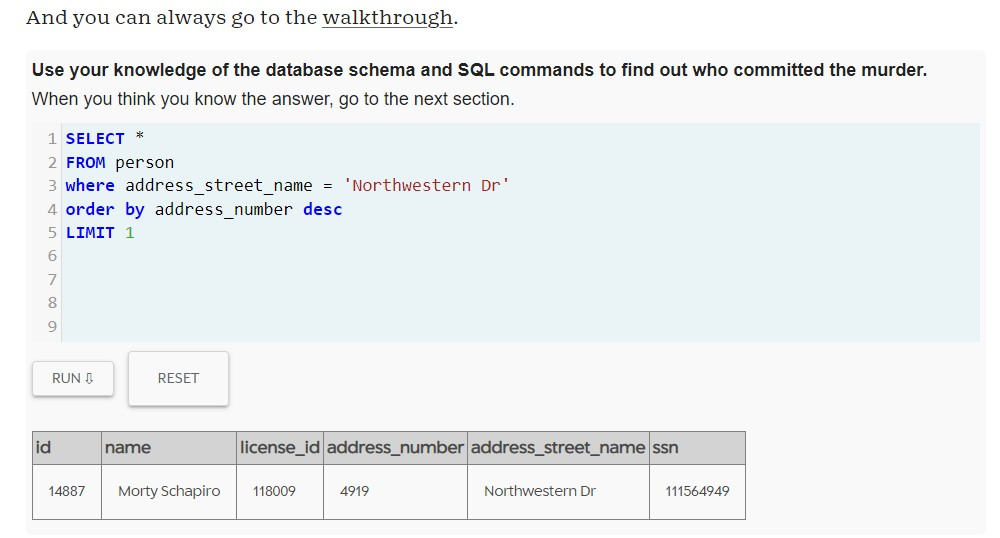 And you can always go to the walkthrough.
Use your knowledge of the database schema and SQL commands to find out who committed the murder.
When you think you know the answer, go to the next section.
1 SELECT *
2 FROM person
3 where address_street_name = 'Northwestern Dr'
4 order by address_number desc
5 LIMIT 1
6
7
8
9
RUN ⇩ RESET
id name license_id address_number address_street_name ssn
14887 Morty Schapiro 118009 4919 Northwestern Dr 111564949